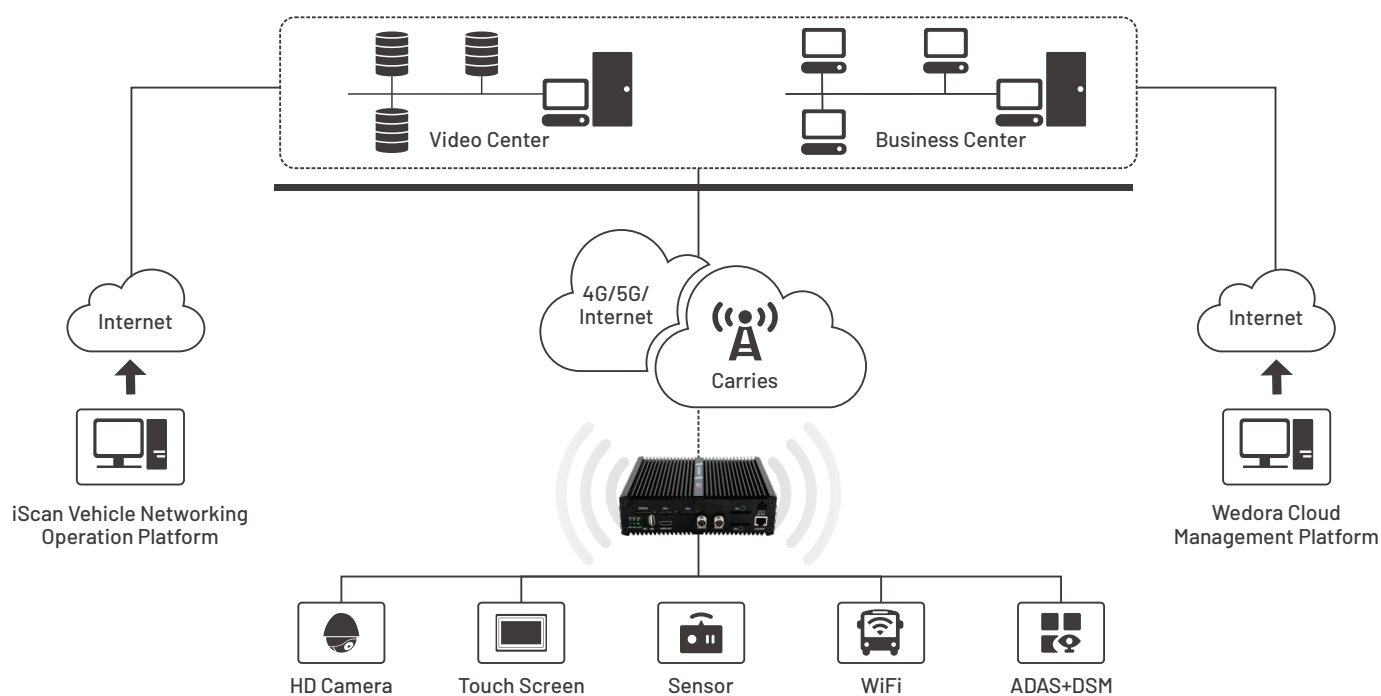 Video Center
Business Center
4G/5G/
Internet
Internet
Internet
Carries
iScan Vehicle Networking
Operation Platform
Wedora Cloud
Management Platform
HD Camera
Touch Screen
Sensor
WiFi
ADAS+DSM